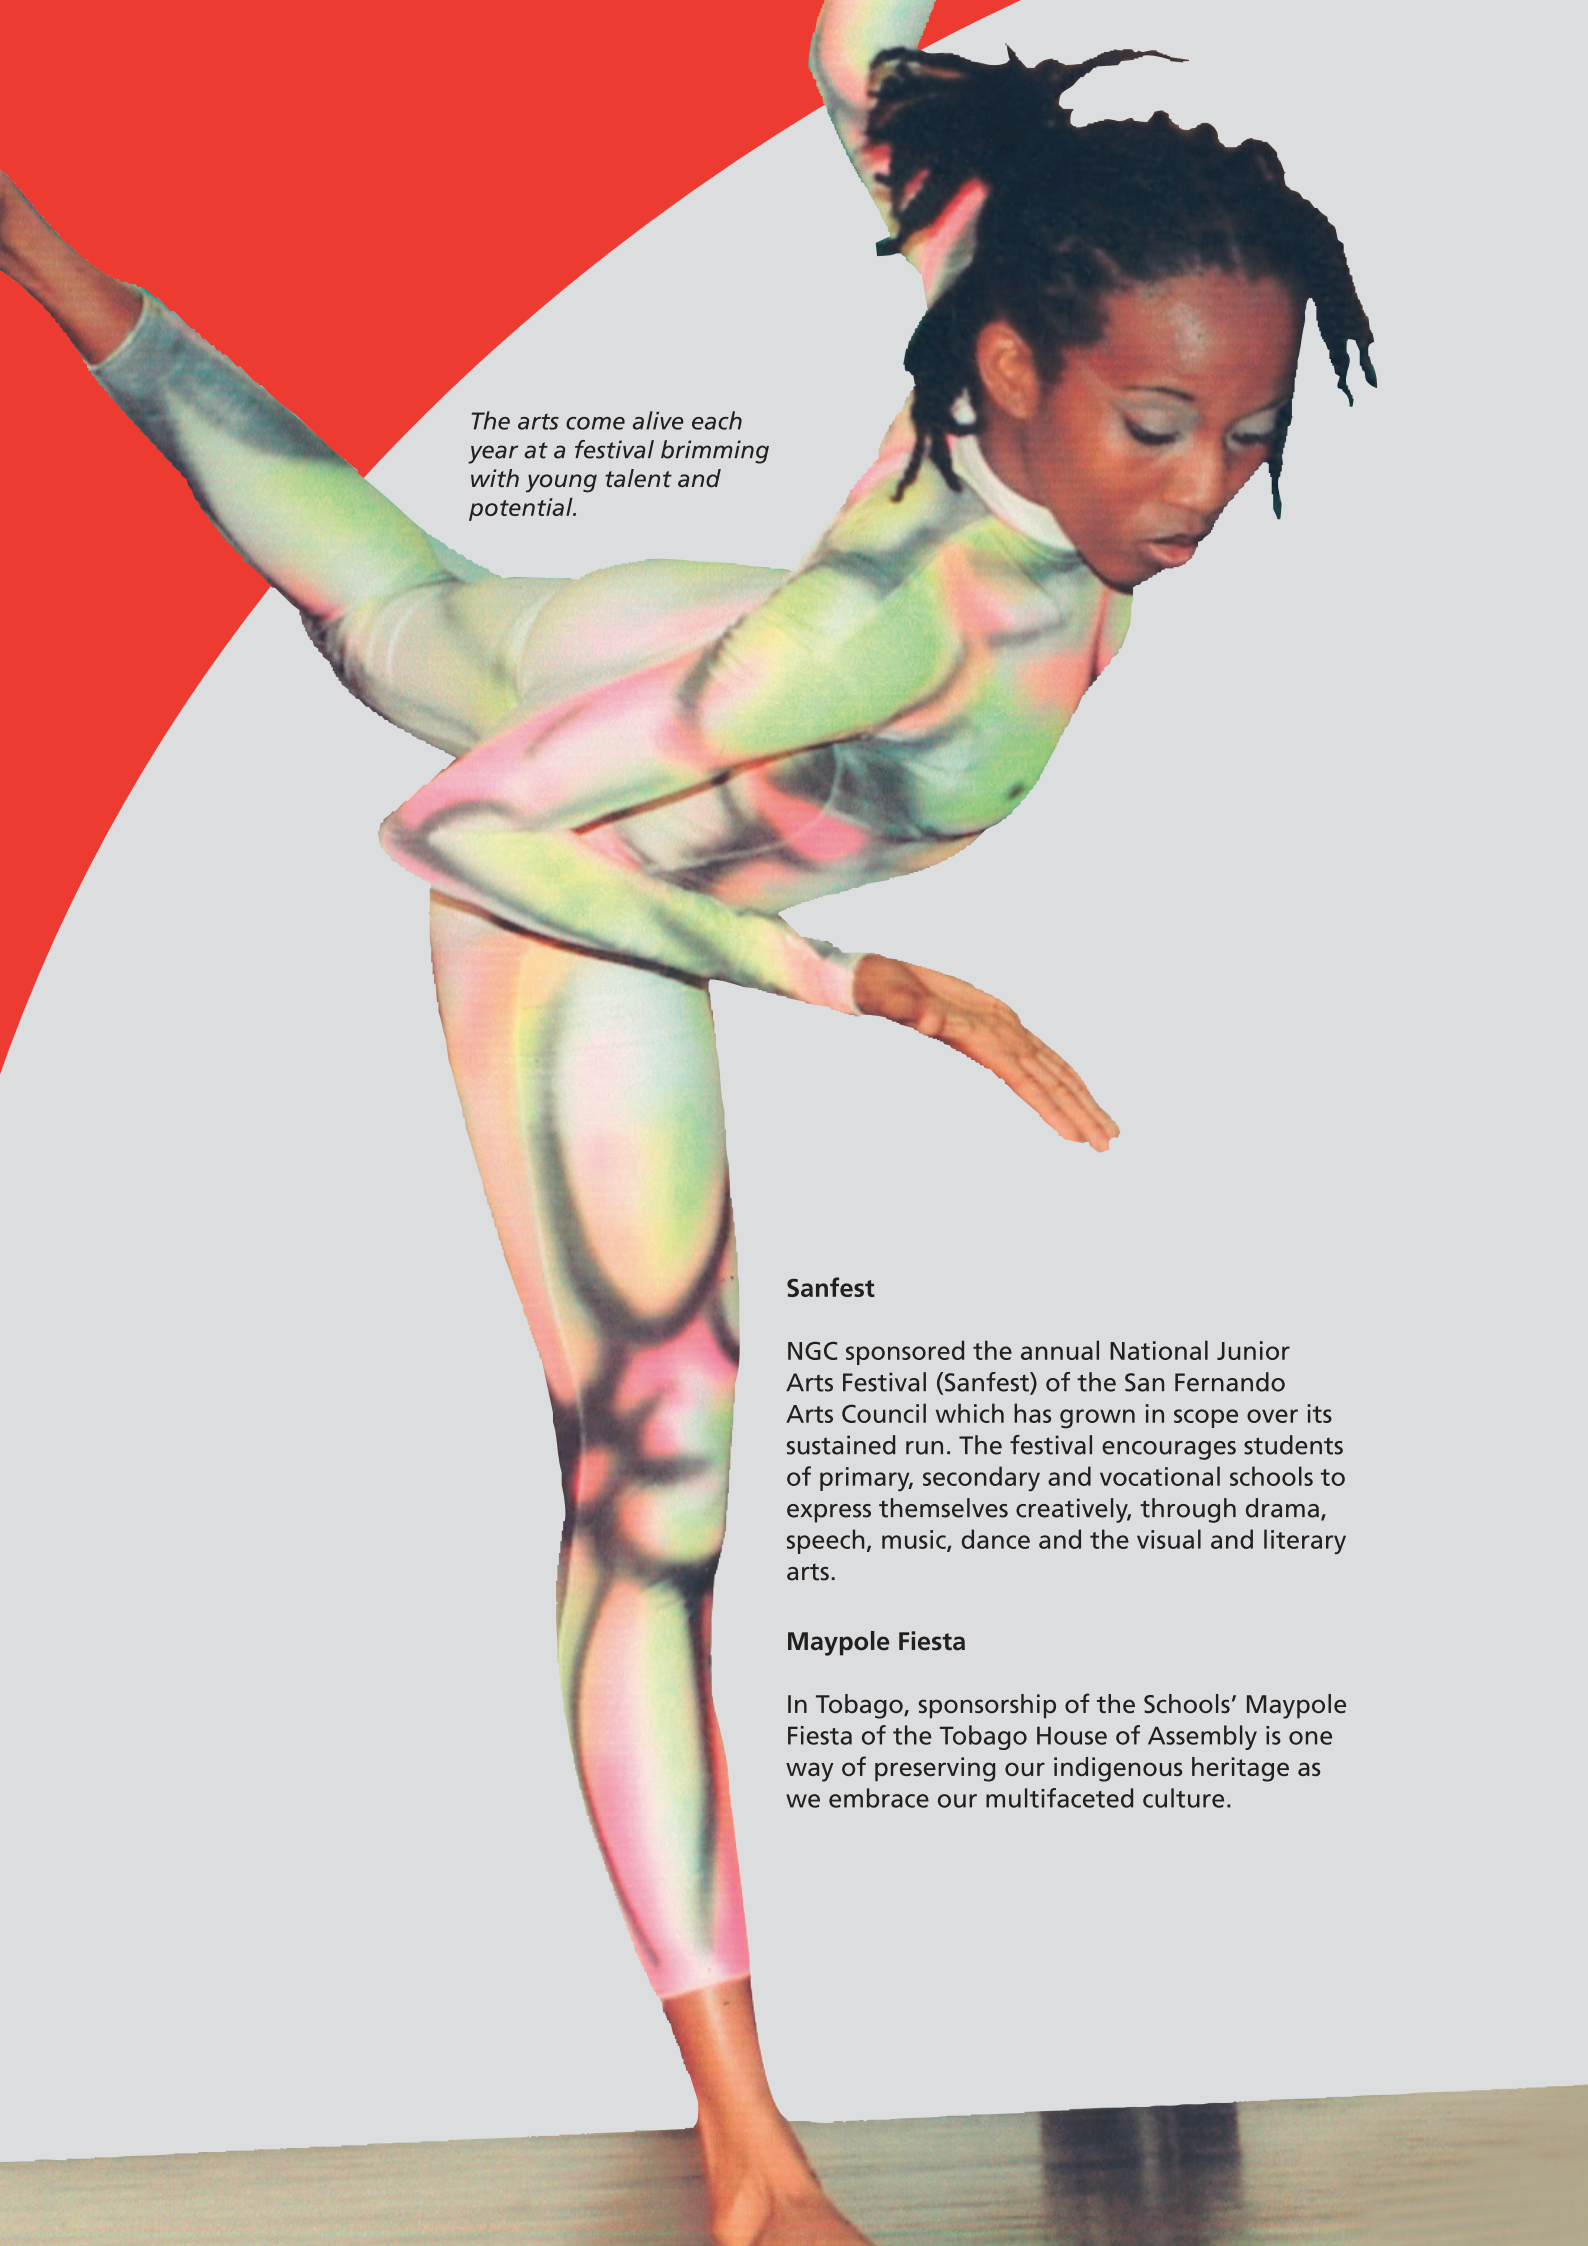 The arts come alive each
year at a festival brimming
with young talent and
potential.
Sanfest
NGC sponsored the annual National Junior
Arts Festival (Sanfest) of the San Fernando
Arts Council which has grown in scope over its
sustained run. The festival encourages students
of primary, secondary and vocational schools to
express themselves creatively, through drama,
speech, music, dance and the visual and literary
arts.
Maypole Fiesta
In Tobago, sponsorship of the Schools’ Maypole
Fiesta of the Tobago House of Assembly is one
way of preserving our indigenous heritage as
we embrace our multifaceted culture.